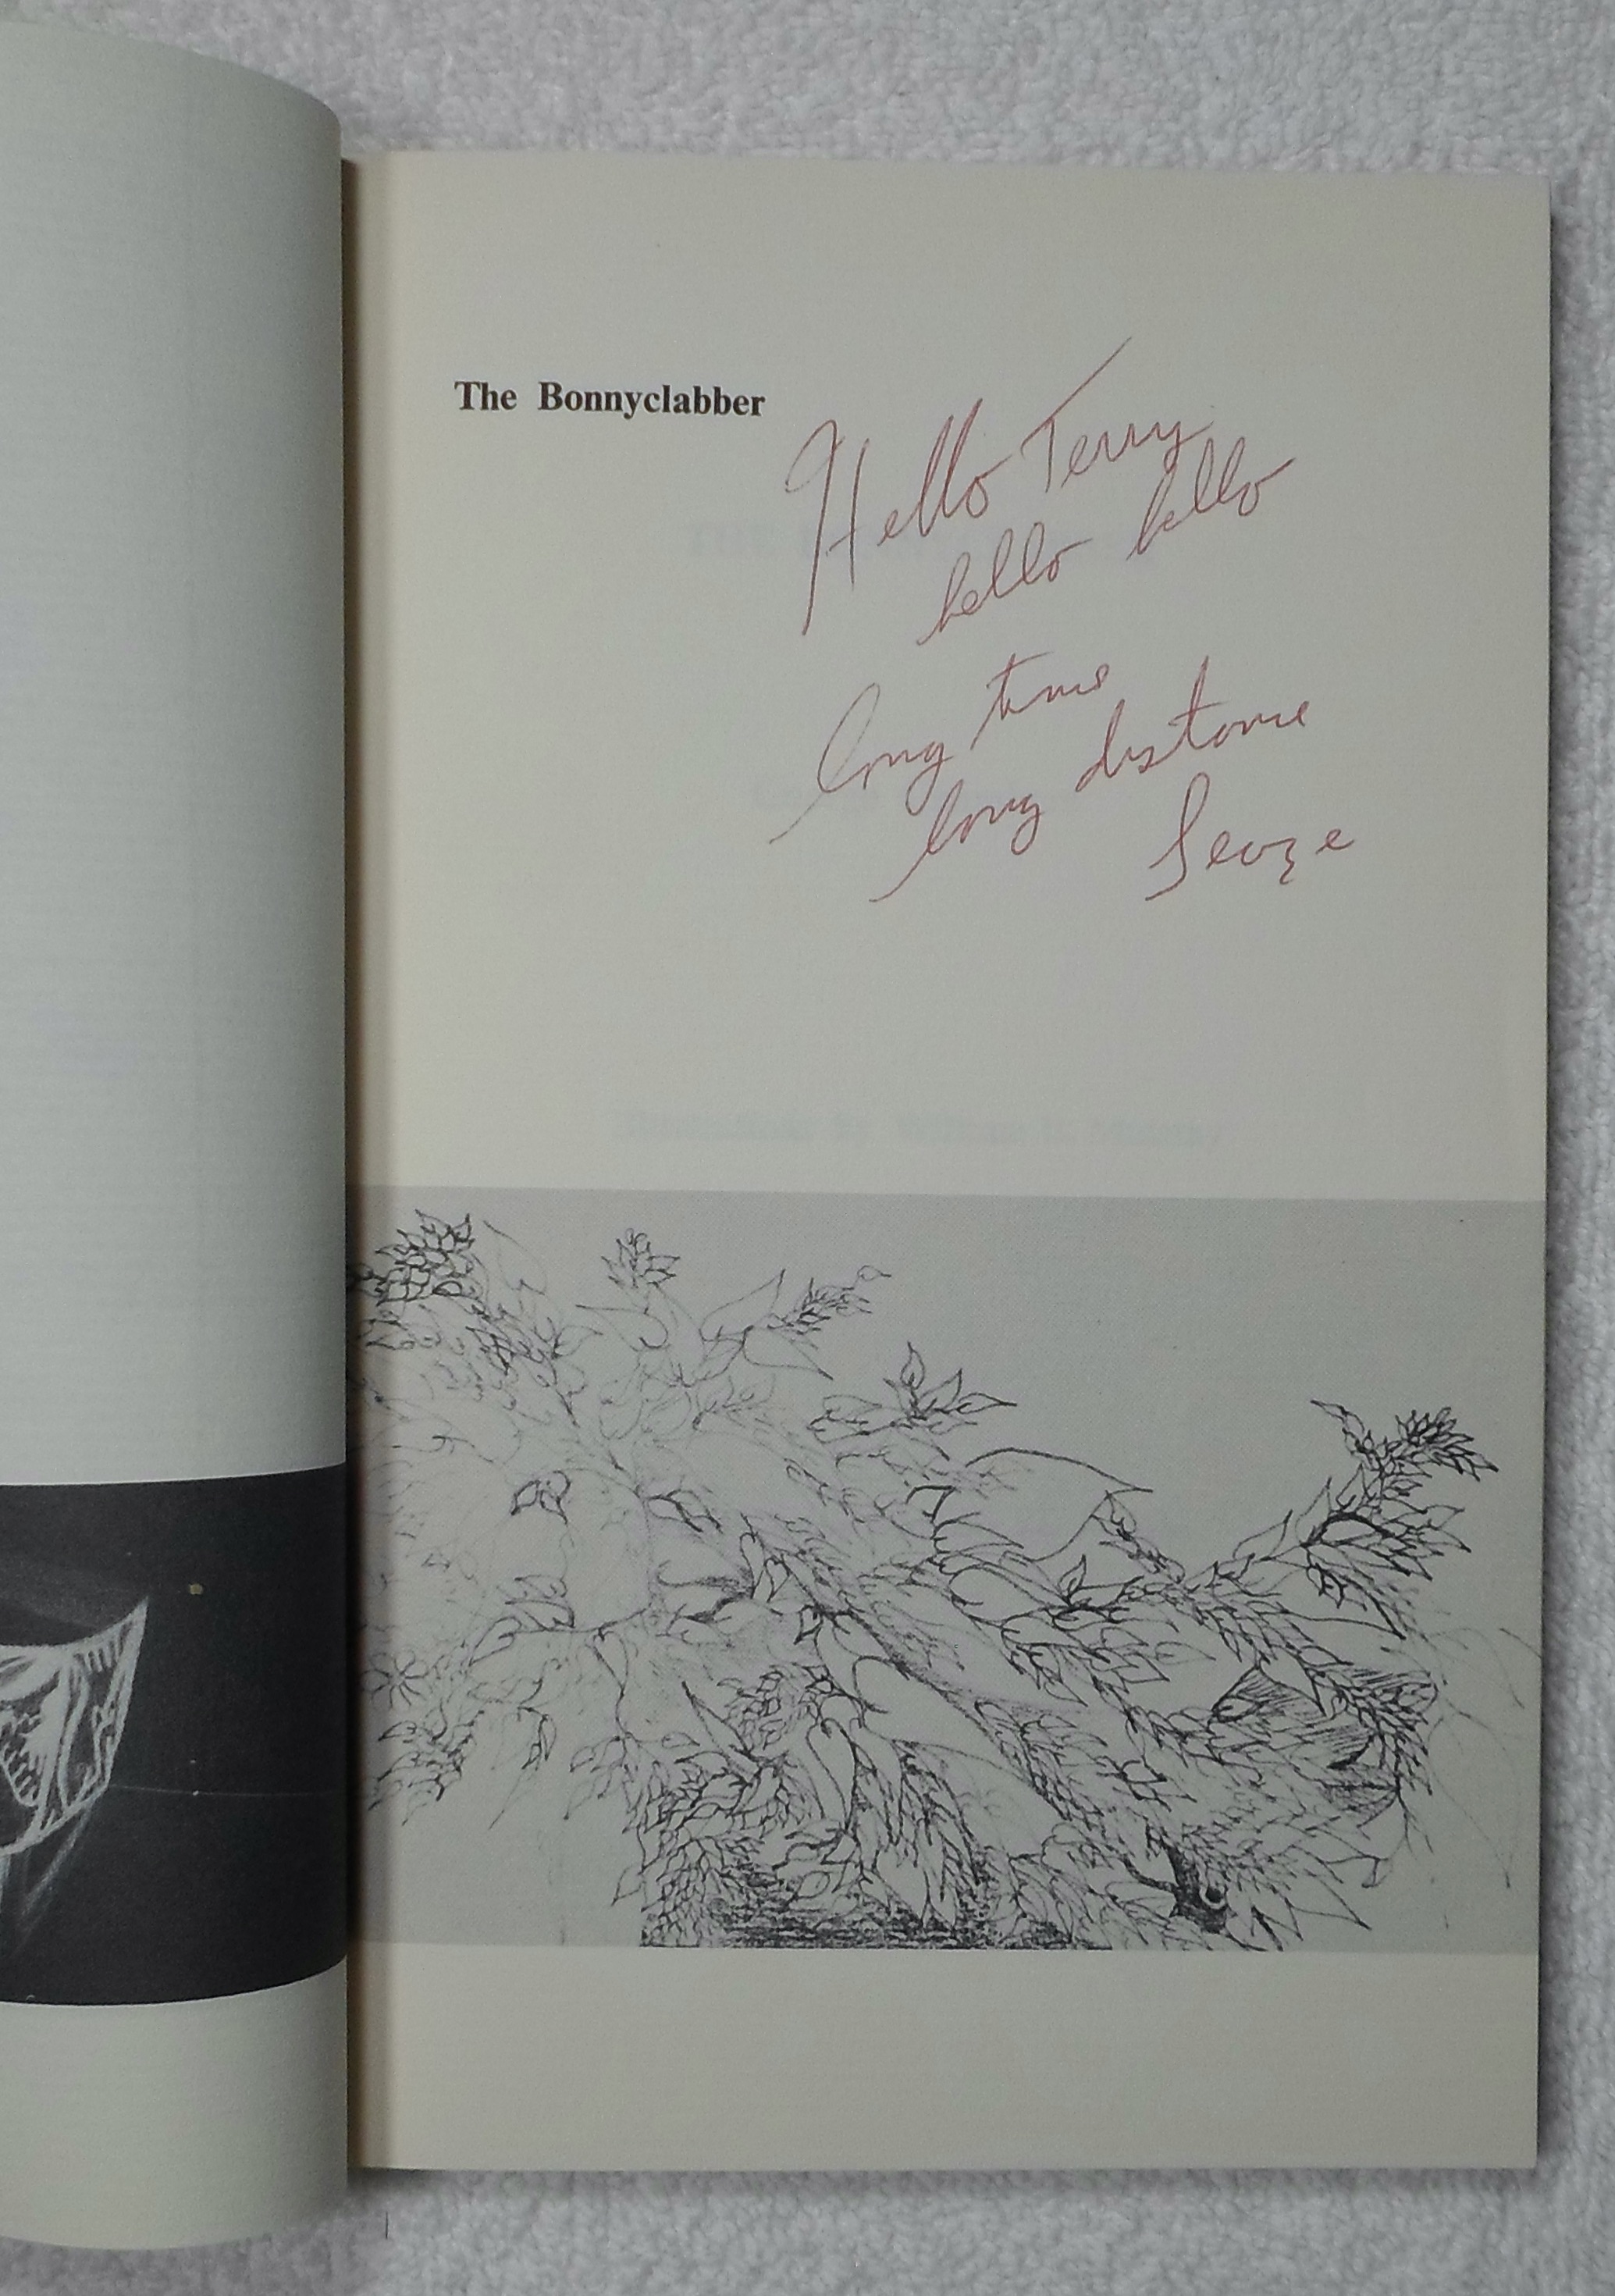 The Bonnyclabber
Hello Terry
hello hello
long time
long distance
George